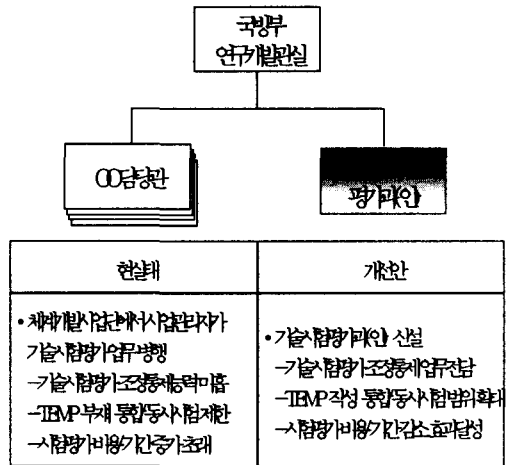 국방부
연구개발관실
OO담당관
평가과(안)
현실태
개선안
• 체계개발사업단에서 사업관리자가
기술시험평가 업무 병행
→기술시험평가 조정통제능력 미흡
→TEMP 부재 통합/동시시험 제한
→시험평가 비용/기간 증가 초래
• 기술시험평가과(안) 신설
→기술시험평가 조정통제 업무 전담
→TEMP 작성 통합/동시시험 범위 확대
→시험평가 비용/기간 감소 효과 달성